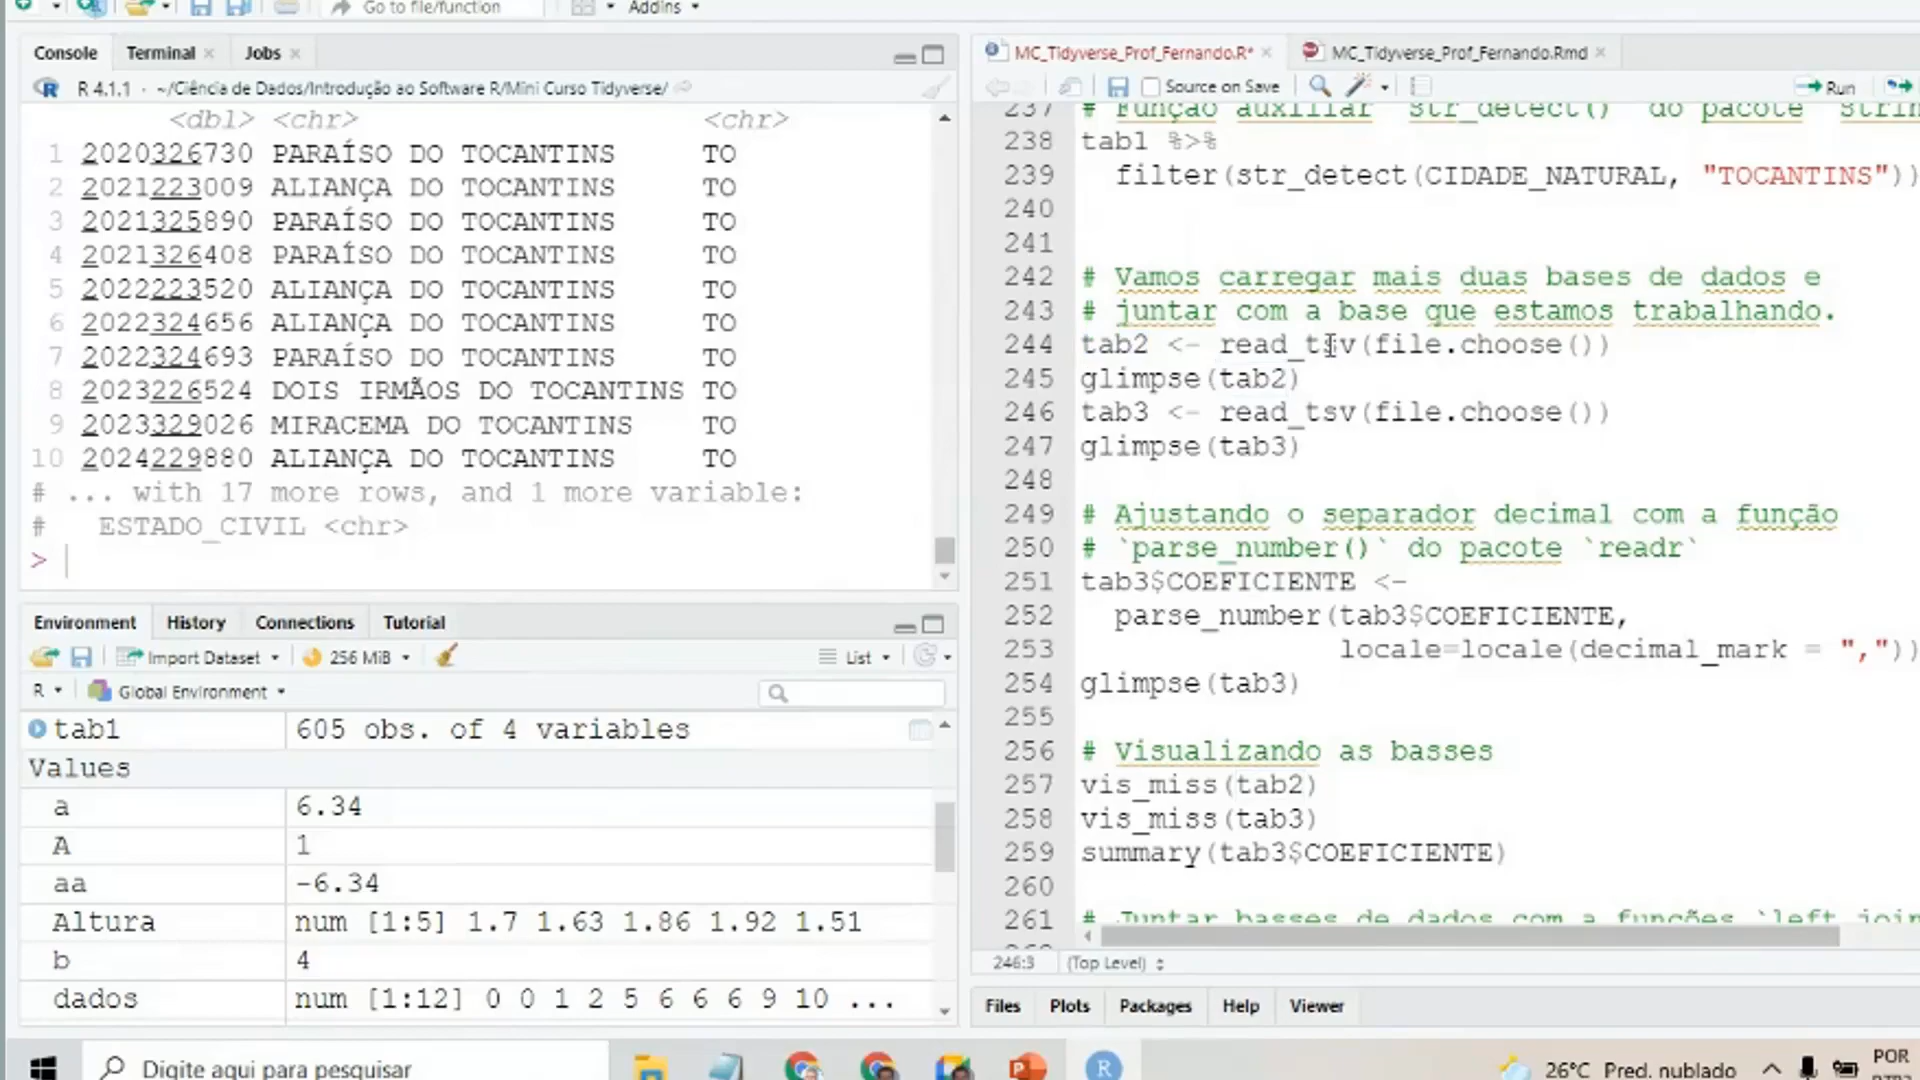 Go to file/function
Addins
Console Terminal Jobs
R 4.1.1 · ~/Ciência de Dados/Introdução ao Software R/Mini Curso Tidyverse/
<dbl> <chr> <chr>
1 2020326730 PARAÍSO DO TOCANTINS TO
2 2021223009 ALIANÇA DO TOCANTINS TO
3 2021325890 PARAÍSO DO TOCANTINS TO
4 2021326408 PARAÍSO DO TOCANTINS TO
5 2022223520 ALIANÇA DO TOCANTINS TO
6 2022324656 ALIANÇA DO TOCANTINS TO
7 2022324693 PARAÍSO DO TOCANTINS TO
8 2023226524 DOIS IRMÃOS DO TOCANTINS TO
9 2023329026 MIRACEMA DO TOCANTINS TO
10 2024229880 ALIANÇA DO TOCANTINS TO
# ... with 17 more rows, and 1 more variable:
# ESTADO_CIVIL <chr>
>
Environment History Connections Tutorial
Import Dataset 256 MiB List
R Global Environment
tab1 605 obs. of 4 variables
Values
a 6.34
A 1
aa -6.34
Altura num [1:5] 1.7 1.63 1.86 1.92 1.51
b 4
dados num [1:12] 0 0 1 2 5 6 6 6 9 10 ...
MC_Tidyverse_Prof_Fernando.R* MC_Tidyverse_Prof_Fernando.Rmd
Source on Save Run
237 # Função auxiliar `str_detect()` do pacote
238 tab1 %>%
239 filter(str_detect(CIDADE_NATURAL, "TOCANTINS"))
240
241
242 # Vamos carregar mais duas bases de dados e
243 # juntar com a base que estamos trabalhando.
244 tab2 <- read_tsv(file.choose())
245 glimpse(tab2)
246 tab3 <- read_tsv(file.choose())
247 glimpse(tab3)
248
249 # Ajustando o separador decimal com a função
250 # `parse_number()` do pacote `readr`
251 tab3$COEFICIENTE <-
252 parse_number(tab3$COEFICIENTE,
253 locale=locale(decimal_mark = ","))
254 glimpse(tab3)
255
256 # Visualizando as basses
257 vis_miss(tab2)
258 vis_miss(tab3)
259 summary(tab3$COEFICIENTE)
260
261 # Juntar basses de dados com a funções `left_join
246:3 (Top Level)
Files Plots Packages Help Viewer
Digite aqui para pesquisar
26°C Pred. nublado
POR